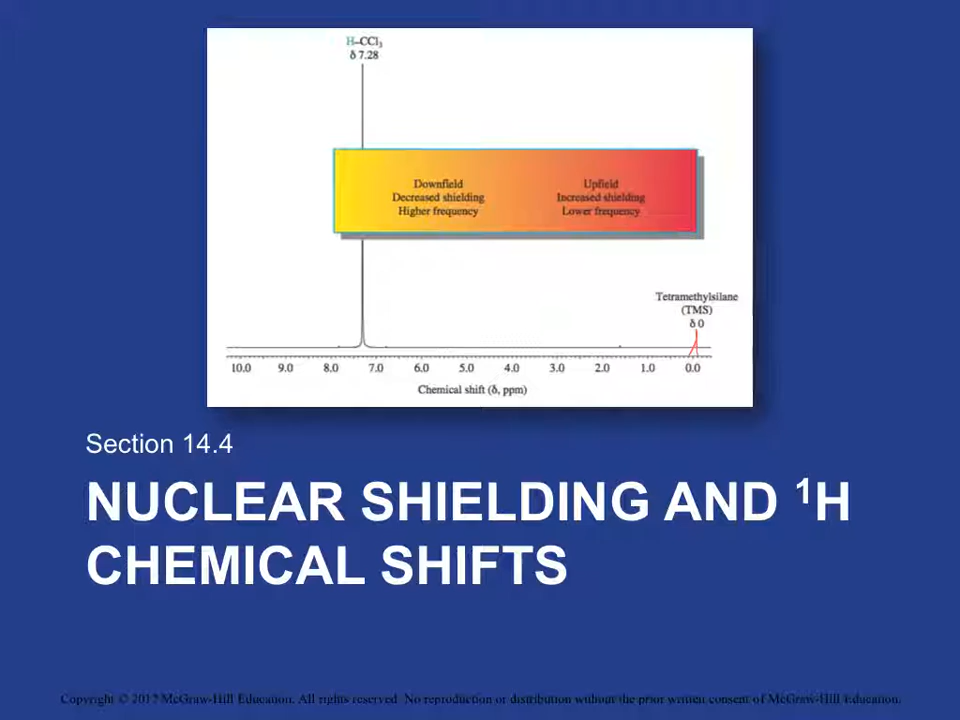 H–CCl₃
δ 7.28
Downfield
Decreased shielding
Higher frequency
Upfield
Increased shielding
Lower frequency
Tetramethylsilane
(TMS)
δ 0
10.0 9.0 8.0 7.0 6.0 5.0 4.0 3.0 2.0 1.0 0.0
Chemical shift (δ, ppm)
Section 14.4
NUCLEAR SHIELDING AND ¹H
CHEMICAL SHIFTS
Copyright © 2017 McGraw-Hill Education. All rights reserved. No reproduction or distribution without the prior written consent of McGraw-Hill Education.